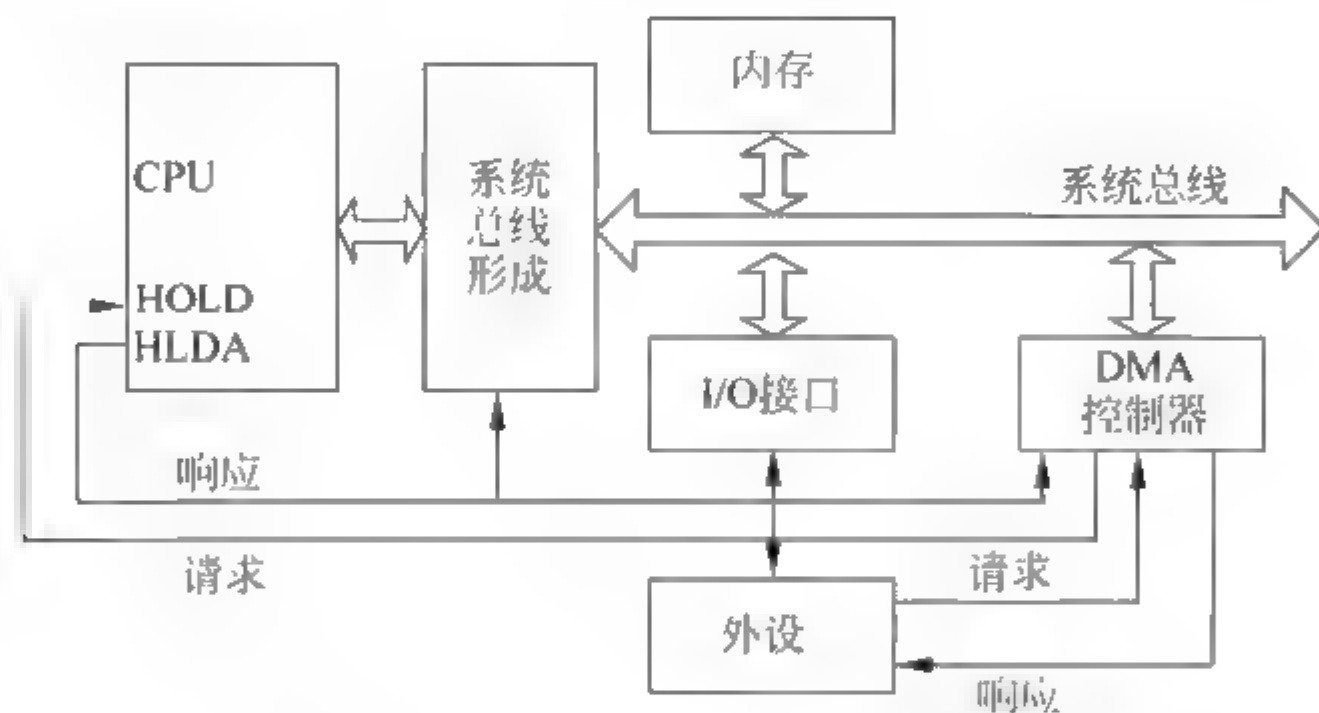 内存
CPU
系统
总线
形成
系统总线
HOLD
HLDA
I/O接口
DMA
控制器
响应
请求
请求
外设
响应